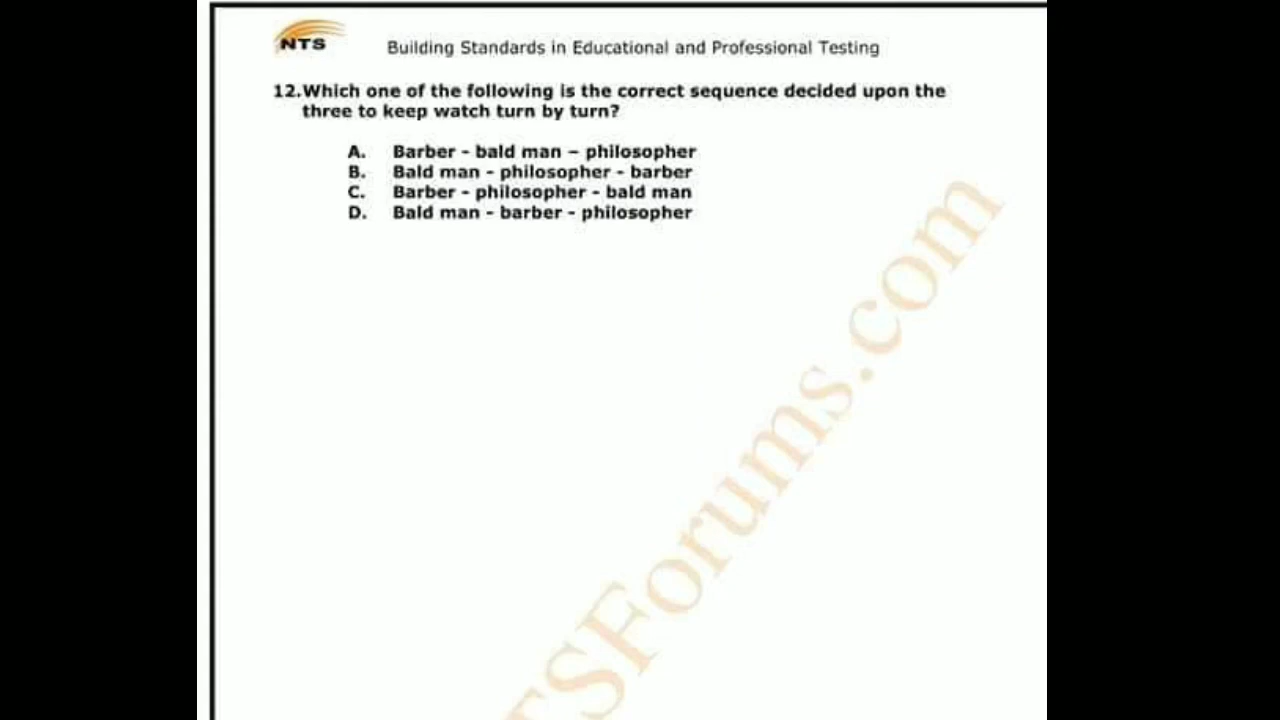 NTS
Building Standards in Educational and Professional Testing
12.Which one of the following is the correct sequence decided upon the
three to keep watch turn by turn?
A. Barber - bald man – philosopher
B. Bald man - philosopher - barber
C. Barber - philosopher - bald man
D. Bald man - barber - philosopher
TSForums.com